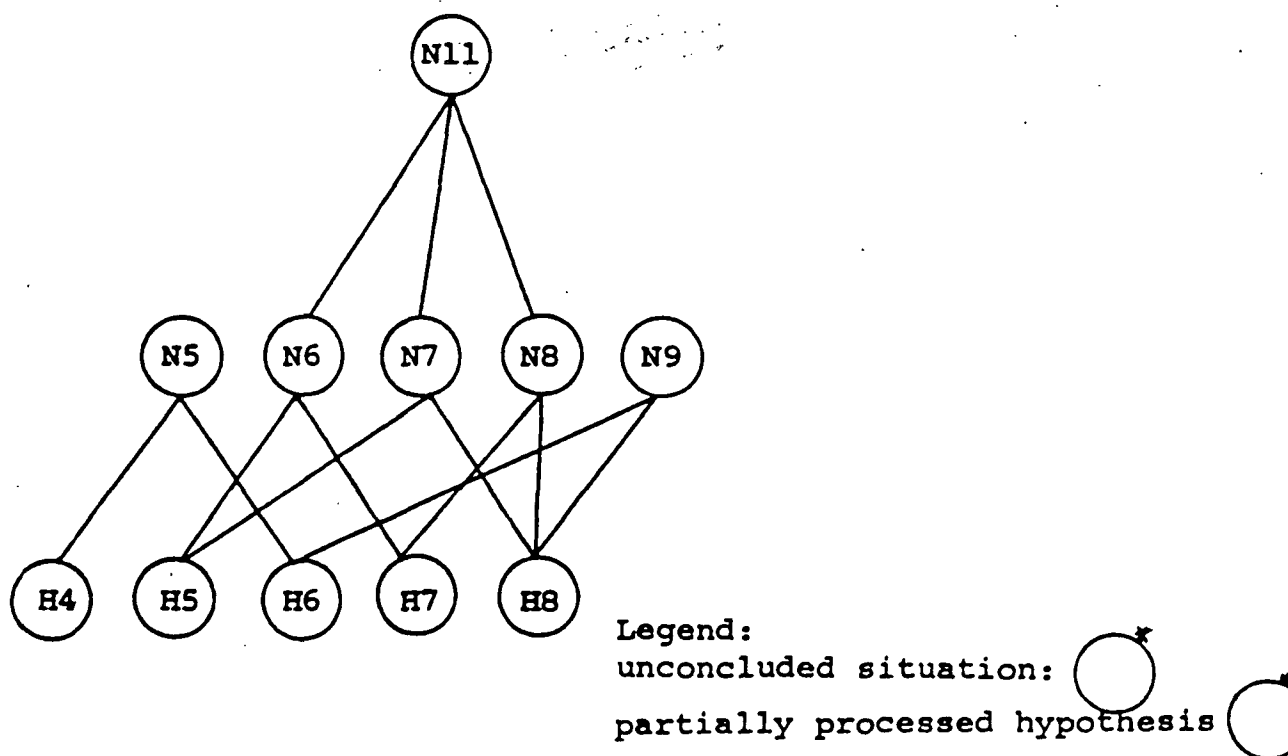 N11
N5 N6 N7 N8 N9
H4 H5 H6 H7 H8
Legend:
unconcluded situation:
partially processed hypothesis